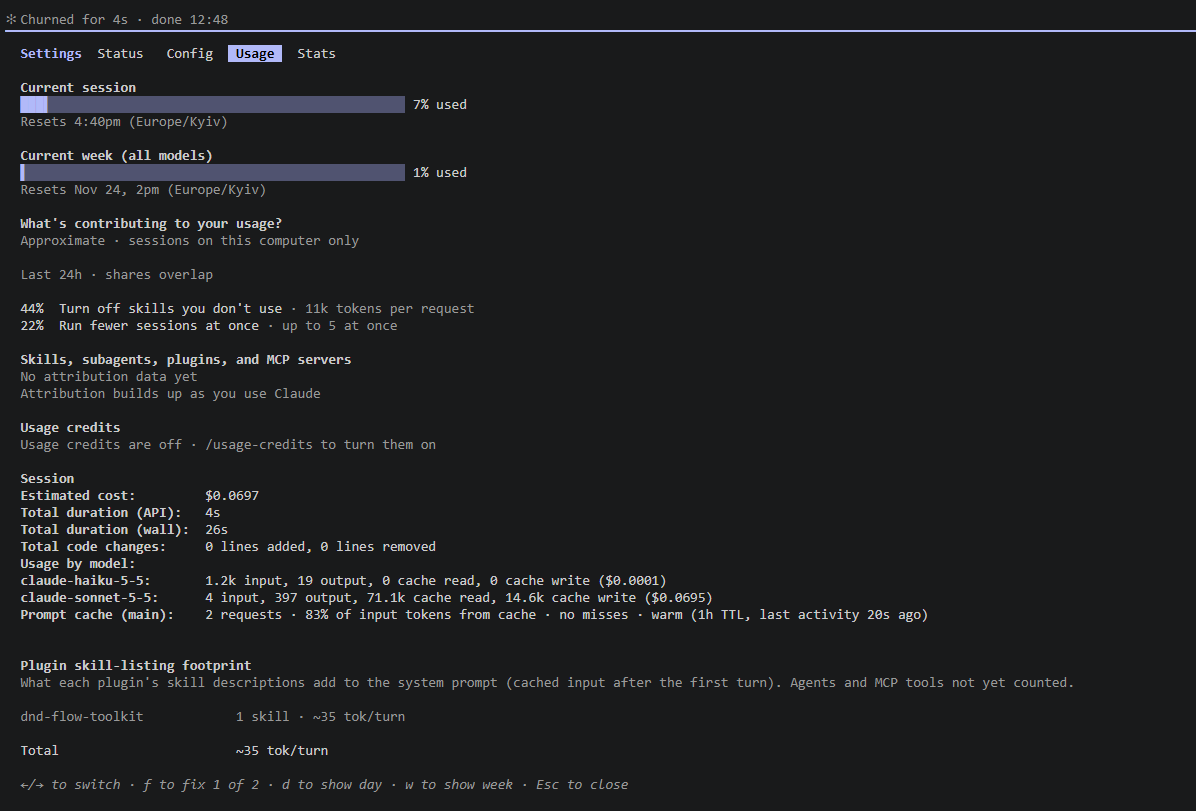 ✻ Churned for 4s · done 12:48
Settings Status Config Usage Stats
Current session
7% used
Resets 4:40pm (Europe/Kyiv)
Current week (all models)
1% used
Resets Nov 24, 2pm (Europe/Kyiv)
What's contributing to your usage?
Approximate · sessions on this computer only
Last 24h · shares overlap
44% Turn off skills you don't use · 11k tokens per request
22% Run fewer sessions at once · up to 5 at once
Skills, subagents, plugins, and MCP servers
No attribution data yet
Attribution builds up as you use Claude
Usage credits
Usage credits are off · /usage-credits to turn them on
Session
Estimated cost: $0.0697
Total duration (API): 4s
Total duration (wall): 26s
Total code changes: 0 lines added, 0 lines removed
Usage by model:
claude-haiku-5-5: 1.2k input, 19 output, 0 cache read, 0 cache write ($0.0001)
claude-sonnet-5-5: 4 input, 397 output, 71.1k cache read, 14.6k cache write ($0.0695)
Prompt cache (main): 2 requests · 83% of input tokens from cache · no misses · warm (1h TTL, last activity 20s ago)
Plugin skill-listing footprint
What each plugin's skill descriptions add to the system prompt (cached input after the first turn). Agents and MCP tools not yet counted.
dnd-flow-toolkit 1 skill · ~35 tok/turn
Total ~35 tok/turn
←/→ to switch · f to fix 1 of 2 · d to show day · w to show week · Esc to close